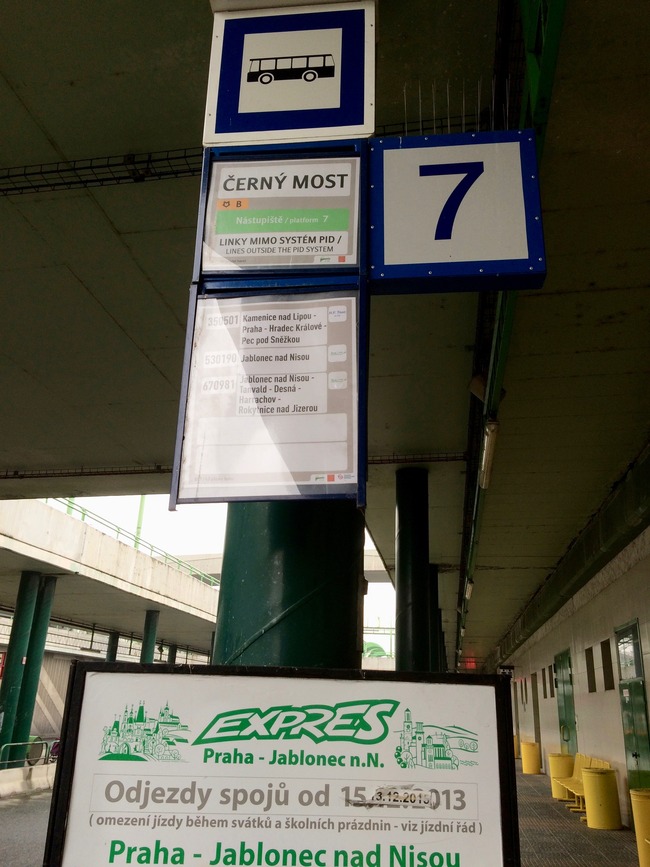 ČERNÝ MOST
B
Nástupiště / platform 7
LINKY MIMO SYSTÉM PID /
LINES OUTSIDE THE PID SYSTEM
7
350501 Kamenice nad Lipou -
Praha - Hradec Králové -
Pec pod Sněžkou
530190 Jablonec nad Nisou
670981 Jablonec nad Nisou -
Tanvald - Desná -
Harrachov -
Rokytnice nad Jizerou
EXPRES
Praha - Jablonec n.N.
Odjezdy spojů od 13.12.2015
( omezení jízdy během svátků a školních prázdnin - viz jízdní řád )
Praha - Jablonec nad Nisou